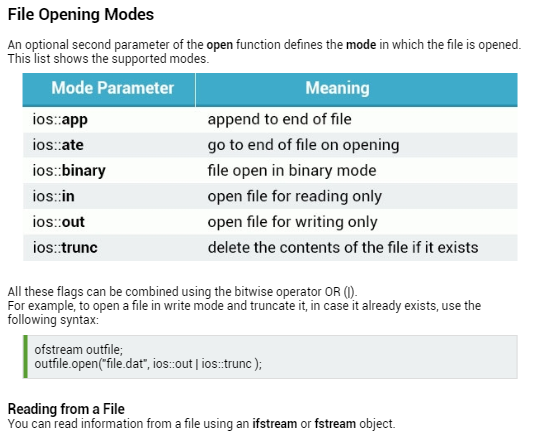 File Opening Modes
An optional second parameter of the open function defines the mode in which the file is opened.
This list shows the supported modes.
Mode Parameter Meaning
ios::app append to end of file
ios::ate go to end of file on opening
ios::binary file open in binary mode
ios::in open file for reading only
ios::out open file for writing only
ios::trunc delete the contents of the file if it exists
All these flags can be combined using the bitwise operator OR (|).
For example, to open a file in write mode and truncate it, in case it already exists, use the
following syntax:
ofstream outfile;
outfile.open("file.dat", ios::out | ios::trunc );
Reading from a File
You can read information from a file using an ifstream or fstream object.